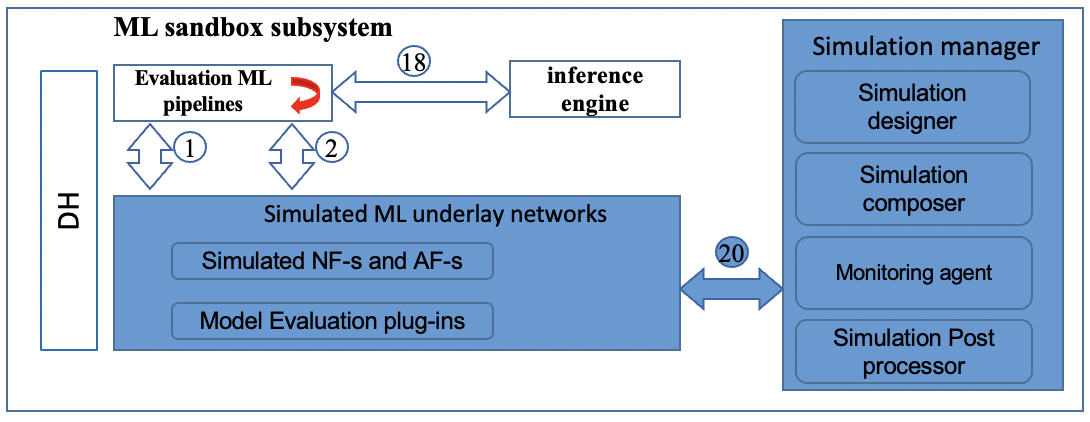 ML sandbox subsystem
Evaluation ML
pipelines
18
inference
engine
1
2
DH
Simulated ML underlay networks
Simulated NF-s and AF-s
Model Evaluation plug-ins
20
Simulation manager
Simulation
designer
Simulation
composer
Monitoring agent
Simulation Post
processor